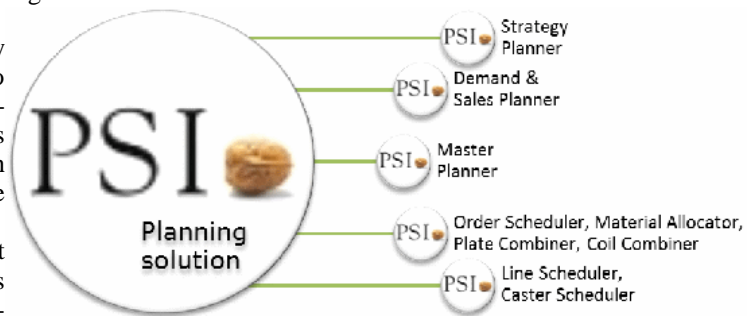 PSI
Planning
solution
PSI
Strategy
Planner
PSI
Demand &
Sales Planner
PSI
Master
Planner
PSI
Order Scheduler, Material Allocator,
Plate Combiner, Coil Combiner
PSI
Line Scheduler,
Caster Scheduler